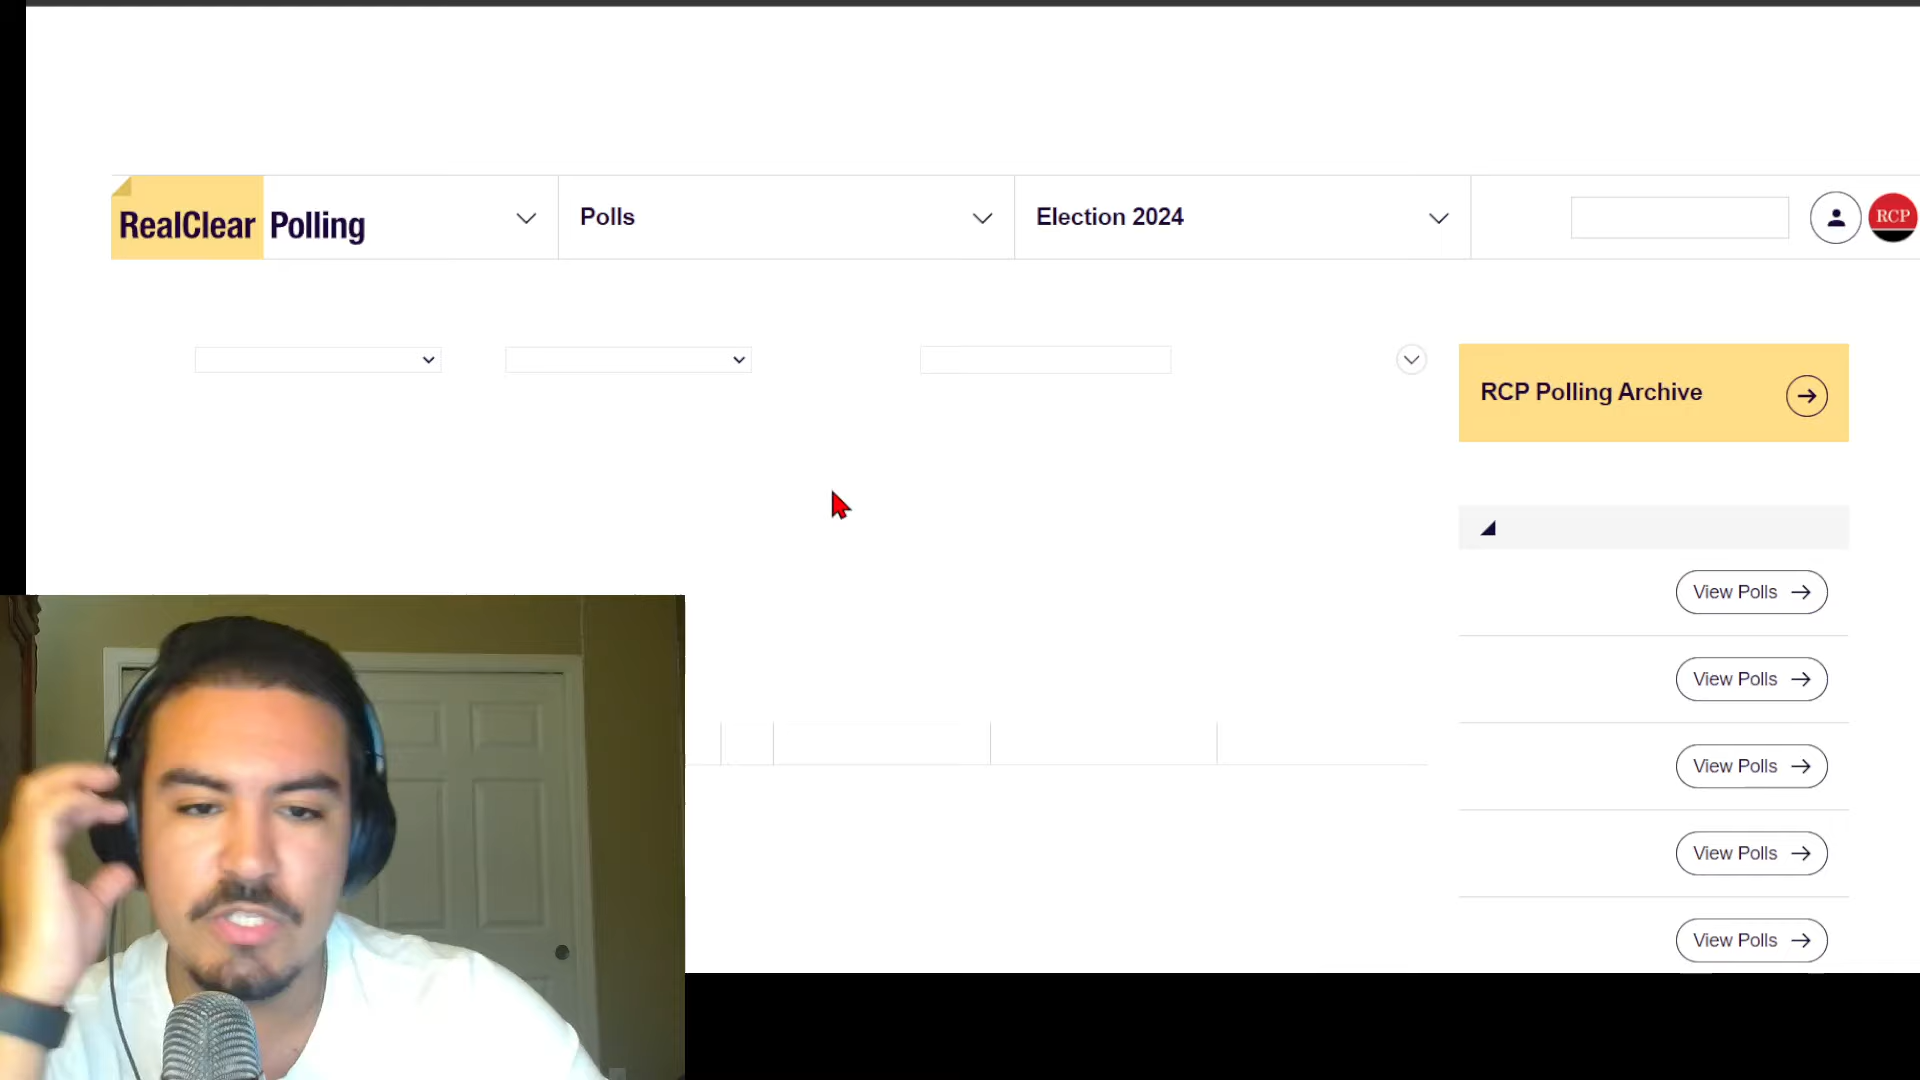 RealClear Polling
Polls
Election 2024
RCP
RCP Polling Archive
View Polls
View Polls
View Polls
View Polls
View Polls